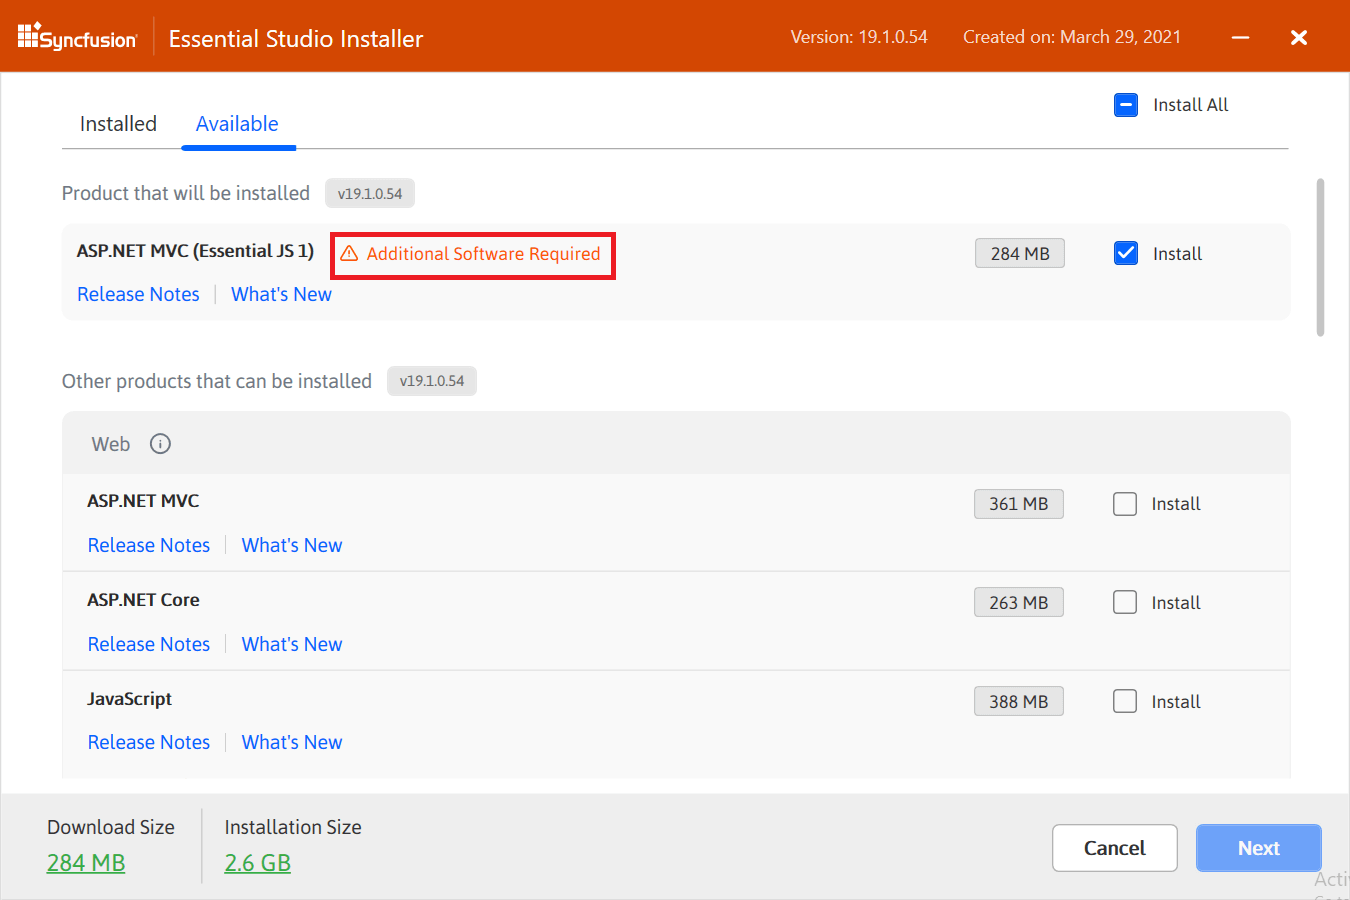 Syncfusion Essential Studio Installer Version: 19.1.0.54 Created on: March 29, 2021
Install All
Installed Available
Product that will be installed v19.1.0.54
ASP.NET MVC (Essential JS 1) Additional Software Required 284 MB Install
Release Notes What's New
Other products that can be installed v19.1.0.54
Web
ASP.NET MVC 361 MB Install
Release Notes What's New
ASP.NET Core 263 MB Install
Release Notes What's New
JavaScript 388 MB Install
Release Notes What's New
Download Size Installation Size
284 MB 2.6 GB
Cancel Next